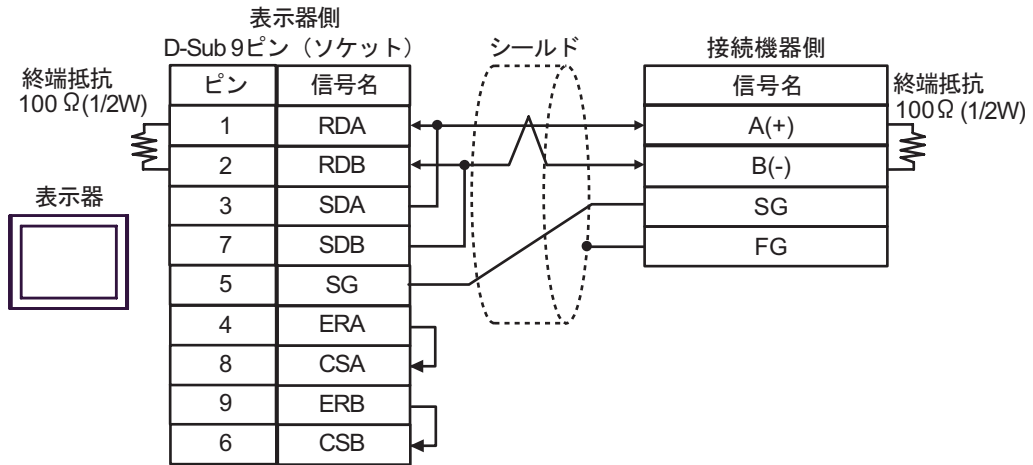 表示器側
D-Sub 9ピン（ソケット）
シールド
接続機器側
終端抵抗
100 Ω(1/2W)
ピン 信号名
1 RDA
2 RDB
3 SDA
7 SDB
5 SG
4 ERA
8 CSA
9 ERB
6 CSB
表示器
信号名
A(+)
B(-)
SG
FG
終端抵抗
100Ω (1/2W)